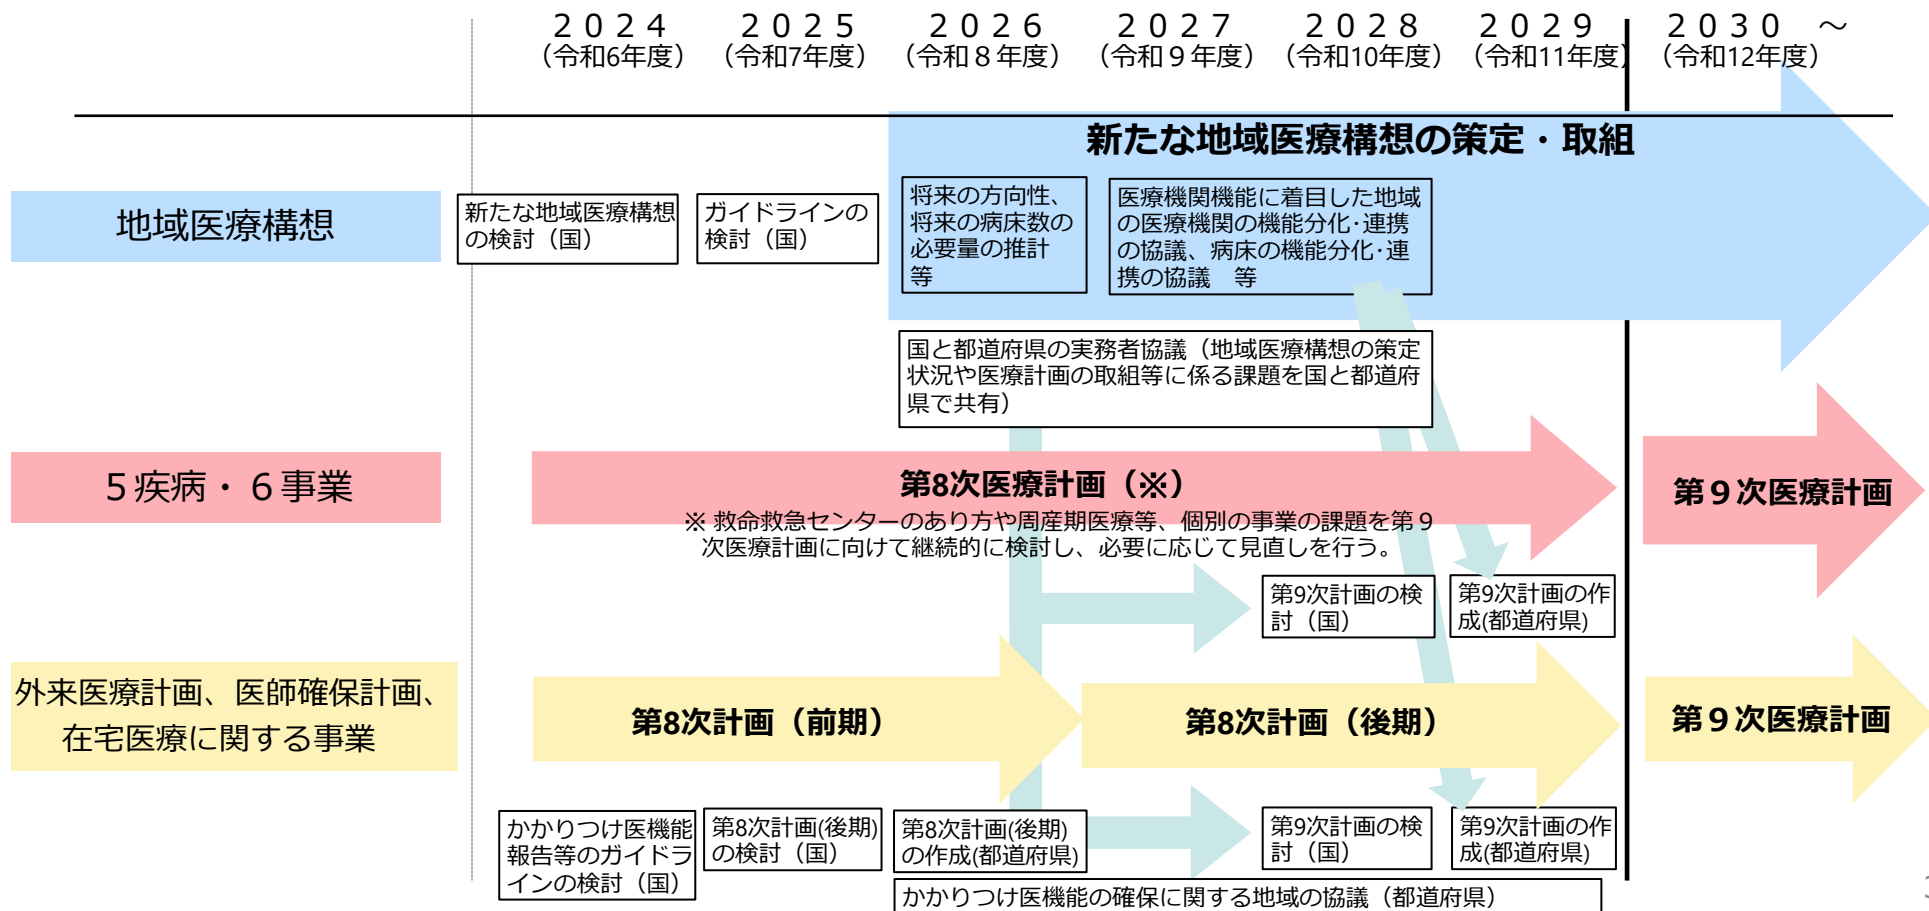 ２０２４
２０２５
２０２６
２０２７
２０２８
２０２９
２０３０　～
（令和6年度）
（令和7年度）
（令和８年度）
（令和９年度）
（令和10年度）
（令和11年度）
（令和12年度）
新たな地域医療構想の策定・取組
地域医療構想
新たな地域医療構想
の検討（国）
ガイドラインの
検討（国）
将来の方向性、
将来の病床数の
必要量の推計
等
医療機関機能に着目した地域
の医療機関の機能分化･連携
の協議、病床の機能分化･連
携の協議　等
国と都道府県の実務者協議（地域医療構想の策定
状況や医療計画の取組等に係る課題を国と都道府
県で共有）
５疾病・６事業
第8次医療計画（※）
第９次医療計画
※ 救命救急センターのあり方や周産期医療等、個別の事業の課題を第９
次医療計画に向けて継続的に検討し、必要に応じて見直しを行う。
第9次計画の検
討（国）
第9次計画の作
成(都道府県)
外来医療計画、医師確保計画、
在宅医療に関する事業
第8次計画（前期）
第8次計画（後期）
第９次医療計画
かかりつけ医機能
報告等のガイドラ
インの検討（国）
第8次計画(後期)
の検討（国）
第8次計画(後期)
の作成(都道府県)
第9次計画の検
討（国）
第9次計画の作
成(都道府県)
かかりつけ医機能の確保に関する地域の協議（都道府県）